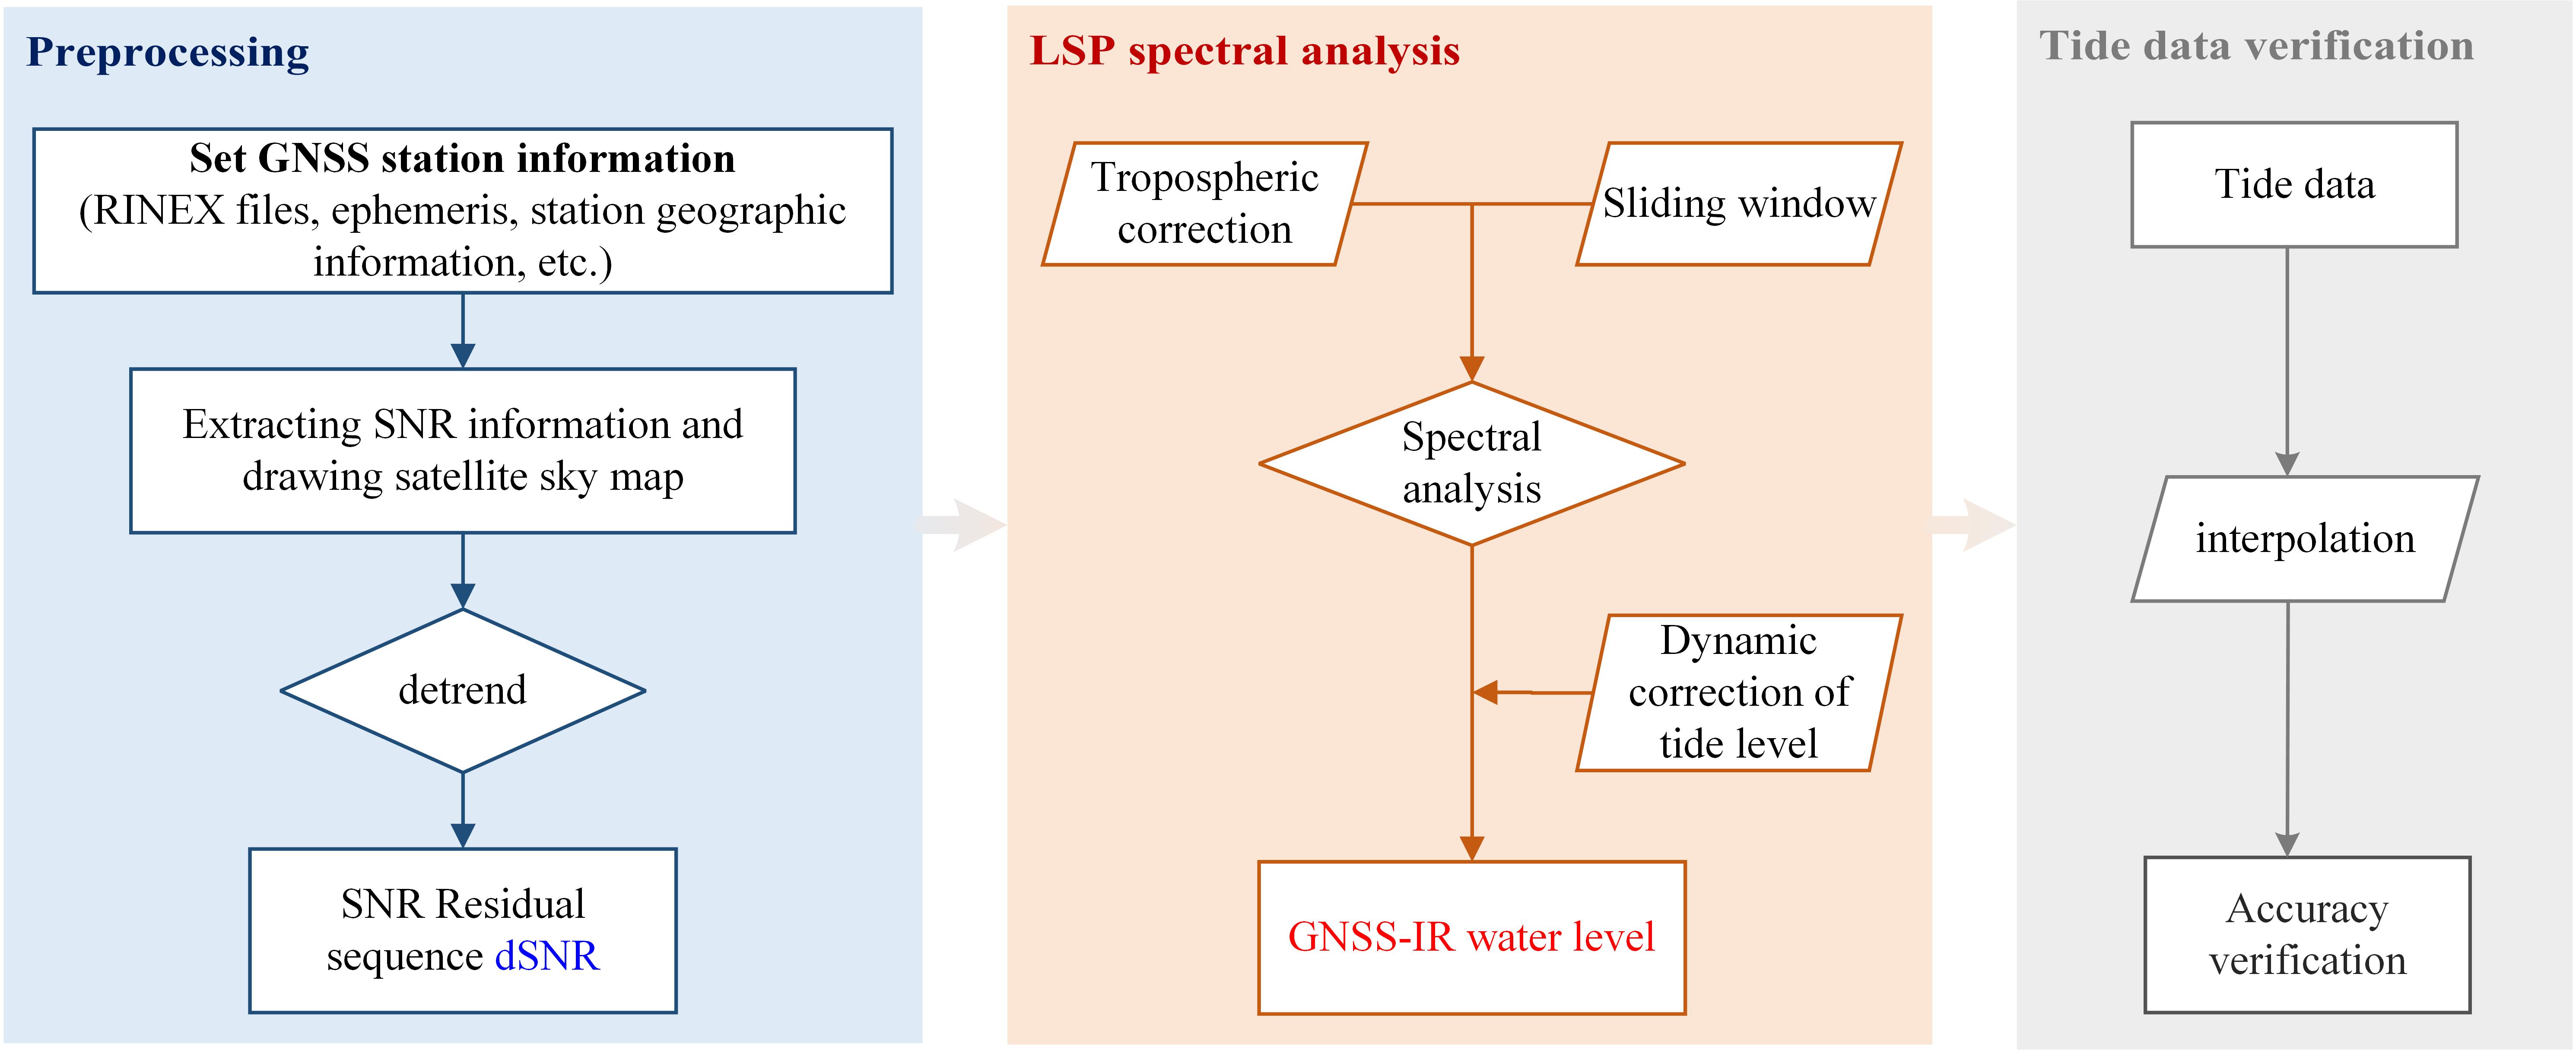 Preprocessing
Set GNSS station information
(RINEX files, ephemeris, station geographic
information, etc.)
Extracting SNR information and
drawing satellite sky map
detrend
SNR Residual
sequence dSNR
LSP spectral analysis
Tropospheric
correction
Sliding window
Spectral
analysis
Dynamic
correction of
tide level
GNSS-IR water level
Tide data verification
Tide data
interpolation
Accuracy
verification